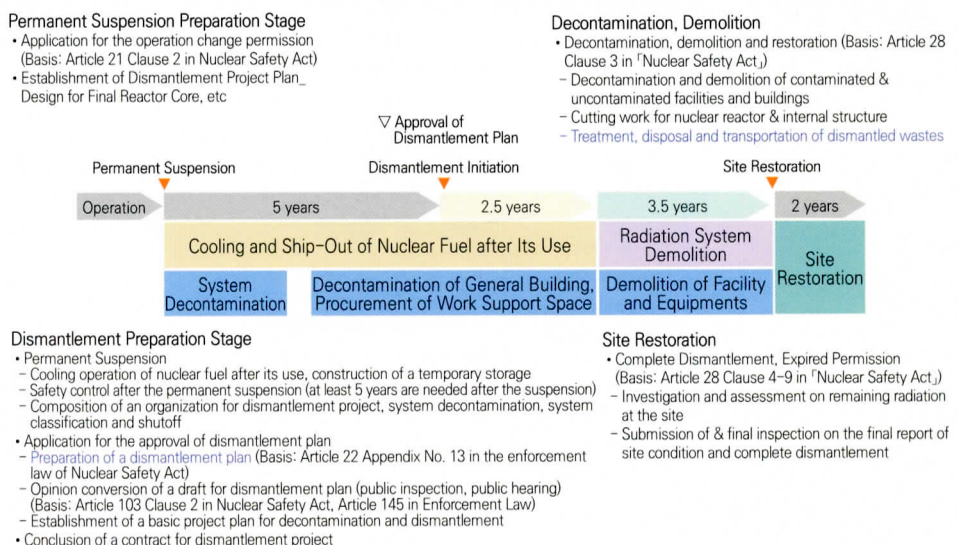 Permanent Suspension Preparation Stage
• Application for the operation change permission
(Basis: Article 21 Clause 2 in Nuclear Safety Act)
• Establishment of Dismantlement Project Plan_
Design for Final Reactor Core, etc
Decontamination, Demolition
• Decontamination, demolition and restoration (Basis: Article 28
Clause 3 in「Nuclear Safety Act」)
- Decontamination and demolition of contaminated &
uncontaminated facilities and buildings
- Cutting work for nuclear reactor & internal structure
- Treatment, disposal and transportation of dismantled wastes
▽ Approval of
Dismantlement Plan
Permanent Suspension
Dismantlement Initiation
Site Restoration
Operation
5 years
2.5 years
3.5 years
2 years
Cooling and Ship-Out of Nuclear Fuel after Its Use
Radiation System
Demolition
Site
Restoration
System
Decontamination
Decontamination of General Building,
Procurement of Work Support Space
Demolition of Facility
and Equipments
Dismantlement Preparation Stage
• Permanent Suspension
- Cooling operation of nuclear fuel after its use, construction of a temporary storage
- Safety control after the permanent suspension (at least 5 years are needed after the suspension)
- Composition of an organization for dismantlement project, system decontamination, system
classification and shutoff
• Application for the approval of dismantlement plan
- Preparation of a dismantlement plan (Basis: Article 22 Appendix No. 13 in the enforcement
law of Nuclear Safety Act)
- Opinion conversion of a draft for dismantlement plan (public inspection, public hearing)
(Basis: Article 103 Clause 2 in Nuclear Safety Act, Article 145 in Enforcement Law)
- Establishment of a basic project plan for decontamination and dismantlement
• Conclusion of a contract for dismantlement project
Site Restoration
• Complete Dismantlement, Expired Permission
(Basis: Article 28 Clause 4-9 in「Nuclear Safety Act」)
- Investigation and assessment on remaining radiation
at the site
- Submission of & final inspection on the final report of
site condition and complete dismantlement